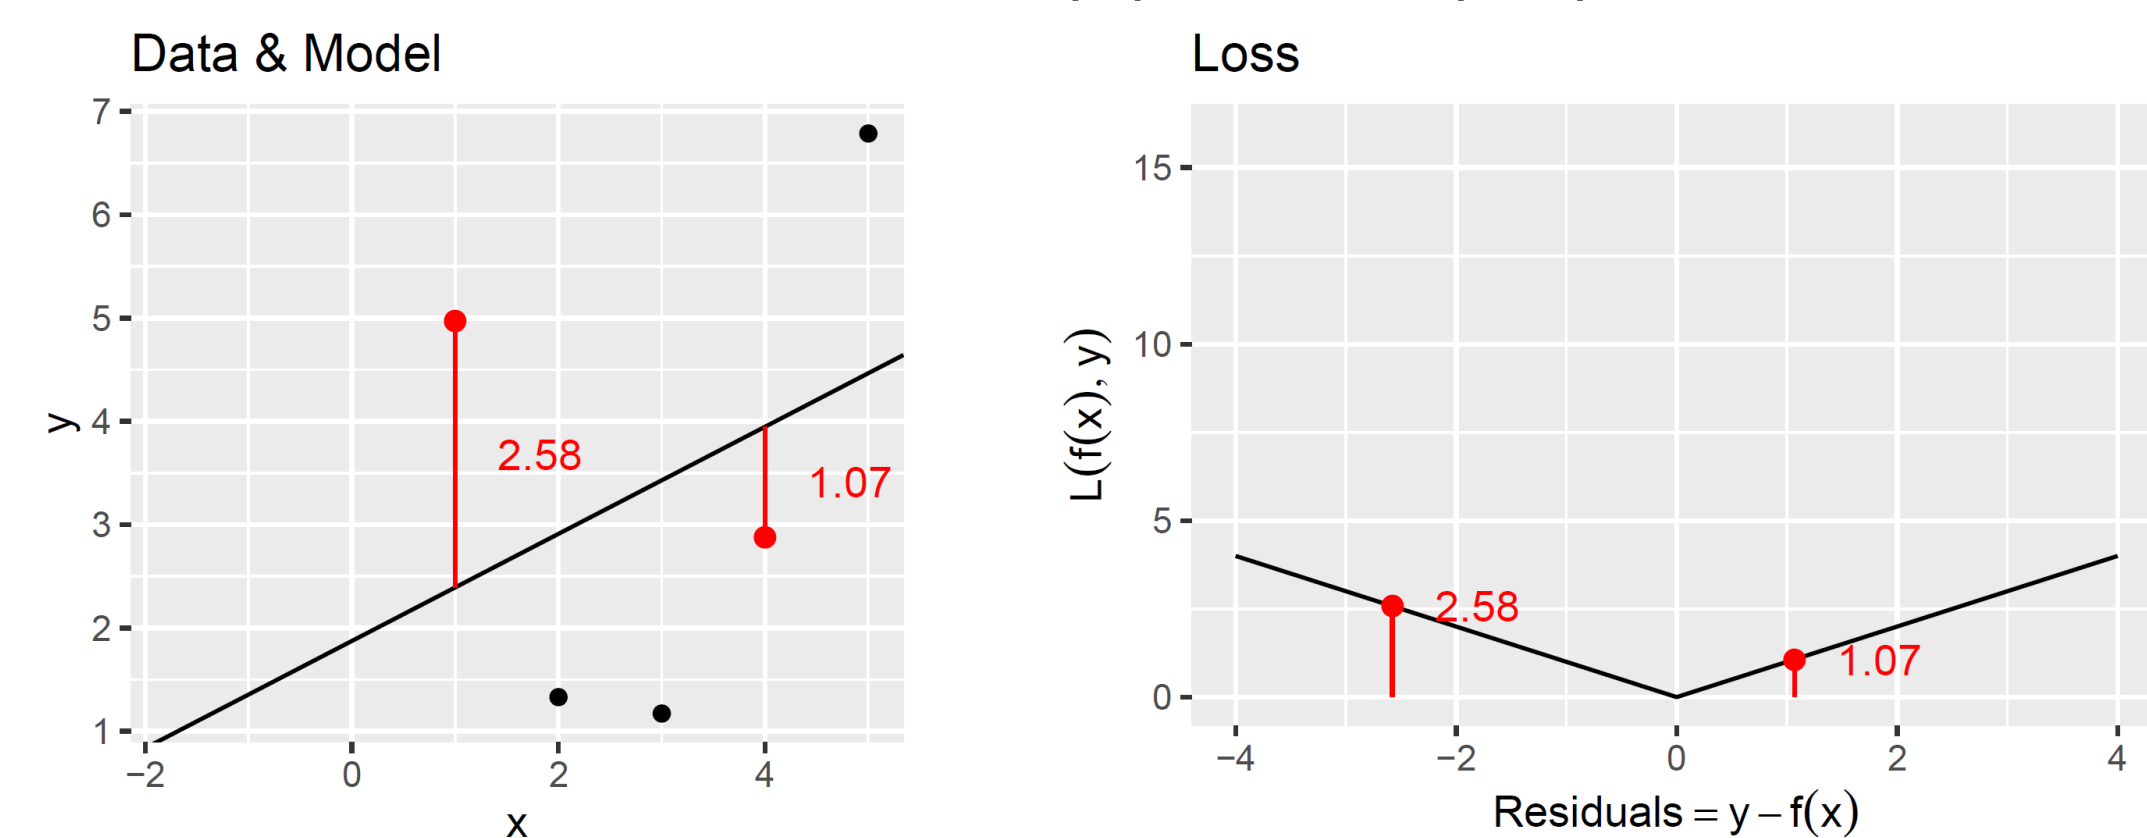 Data & Model
7
6
5
4
3
2
1
y
2.58
1.07
−2 0 2 4
x
Loss
15
10
5
0
L(f(x), y)
2.58
1.07
−4 −2 0 2 4
Residuals = y − f(x)